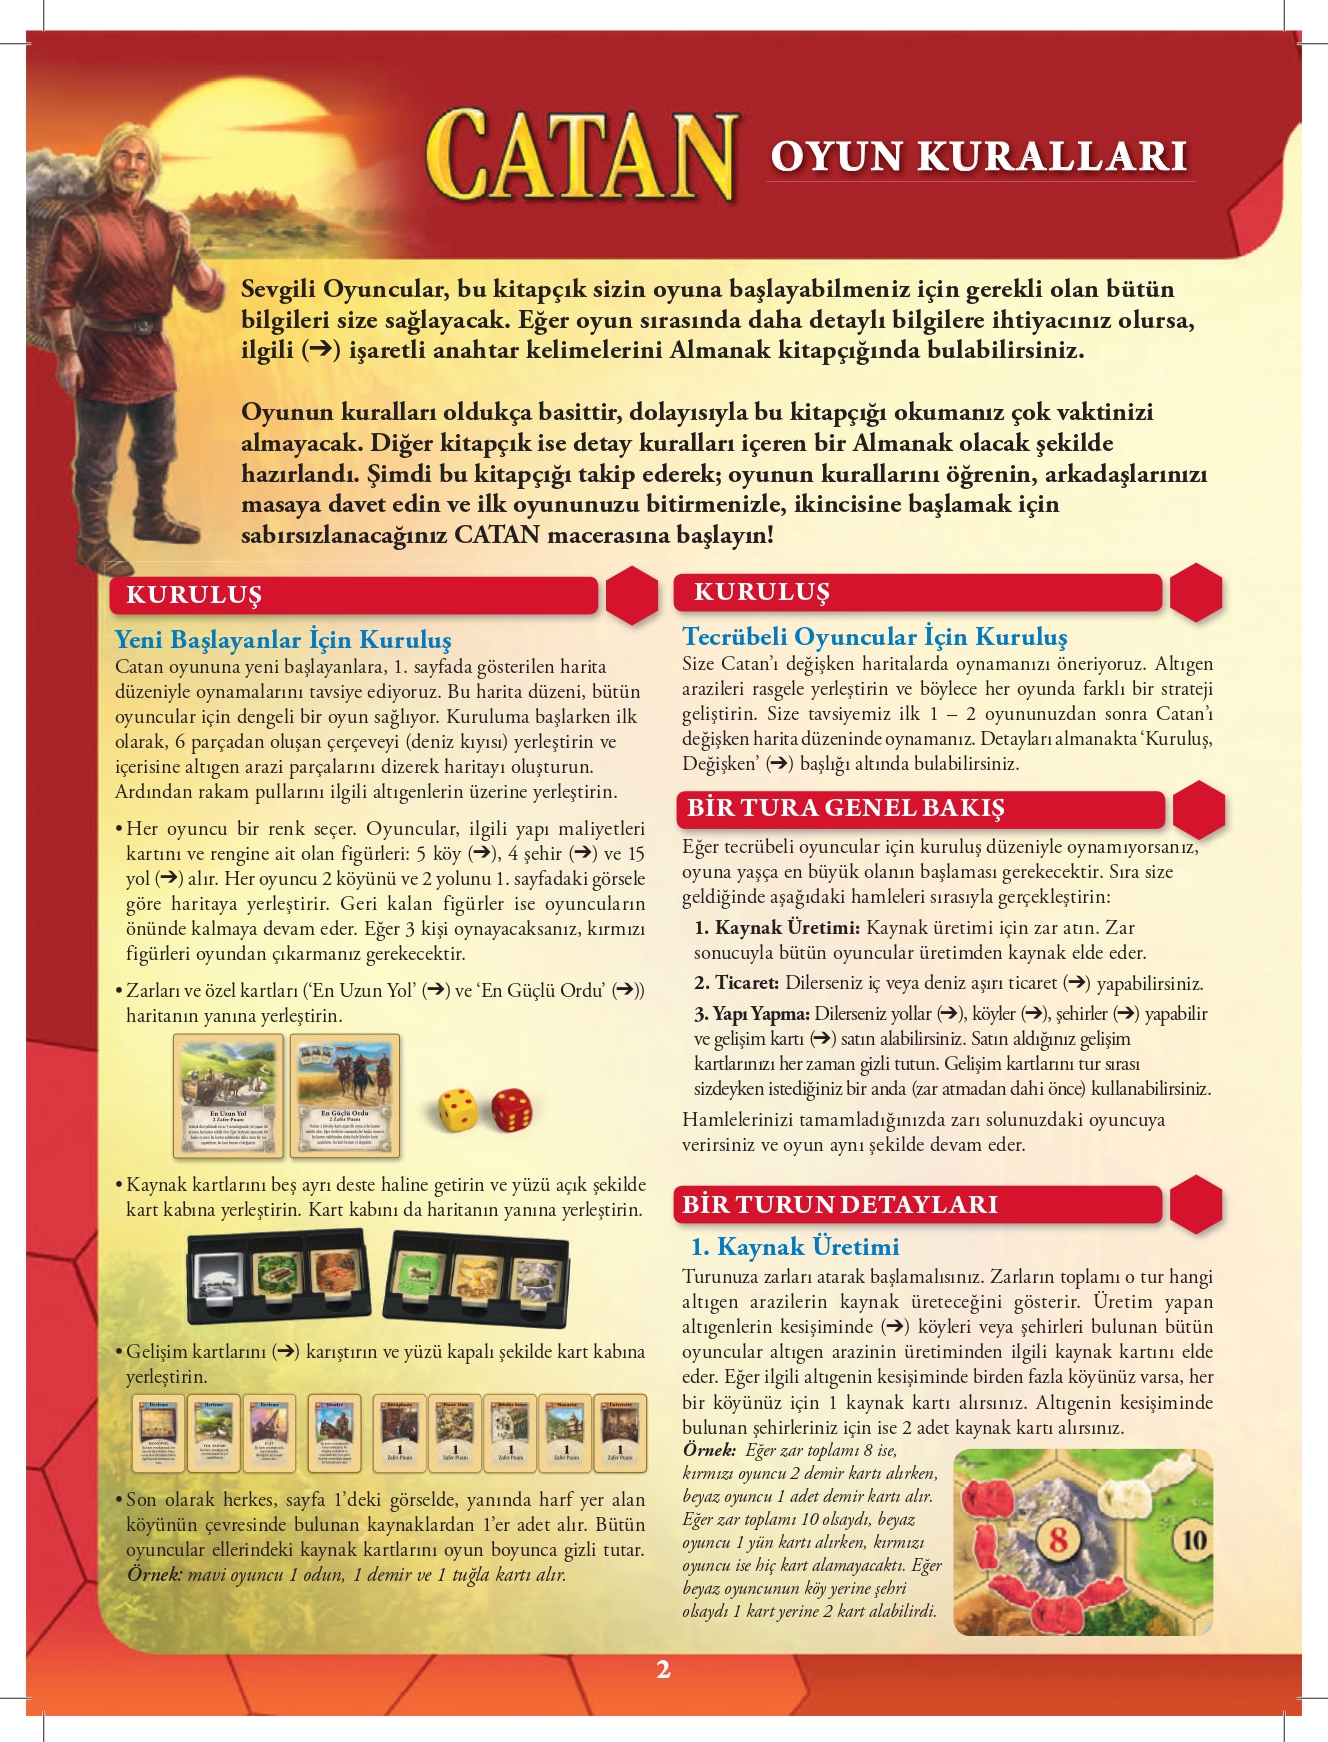 CATAN OYUN KURALLARI
Sevgili Oyuncular, bu kitapçık sizin oyuna başlayabilmeniz için gerekli olan bütün
bilgileri size sağlayacak. Eğer oyun sırasında daha detaylı bilgilere ihtiyacınız olursa,
ilgili (➔) işaretli anahtar kelimelerini Almanak kitapçığında bulabilirsiniz.
Oyunun kuralları oldukça basittir, dolayısıyla bu kitapçığı okumanız çok vaktinizi
almayacak. Diğer kitapçık ise detay kuralları içeren bir Almanak olacak şekilde
hazırlandı. Şimdi bu kitapçığı takip ederek; oyunun kurallarını öğrenin, arkadaşlarınızı
masaya davet edin ve ilk oyununuzu bitirmenizle, ikincisine başlamak için
sabırsızlanacağınız CATAN macerasına başlayın!
KURULUŞ
Yeni Başlayanlar İçin Kuruluş
Catan oyununa yeni başlayanlara, 1. sayfada gösterilen harita
düzeniyle oynamalarını tavsiye ediyoruz. Bu harita düzeni, bütün
oyuncular için dengeli bir oyun sağlıyor. Kuruluma başlarken ilk
olarak, 6 parçadan oluşan çerçeveyi (deniz kıyısı) yerleştirin ve
içerisine altıgen arazi parçalarını dizerek haritayı oluşturun.
Ardından rakam pullarını ilgili altıgenlerin üzerine yerleştirin.
• Her oyuncu bir renk seçer. Oyuncular, ilgili yapı maliyetleri
kartını ve rengine ait olan figürleri: 5 köy (➔), 4 şehir (➔) ve 15
yol (➔) alır. Her oyuncu 2 köyünü ve 2 yolunu 1. sayfadaki görsele
göre haritaya yerleştirir. Geri kalan figürler ise oyuncuların
önünde kalmaya devam eder. Eğer 3 kişi oynayacaksanız, kırmızı
figürleri oyundan çıkarmanız gerekecektir.
• Zarları ve özel kartları (‘En Uzun Yol’ (➔) ve ‘En Güçlü Ordu’ (➔))
haritanın yanına yerleştirin.
En Uzun Yol
2 Zafer Puanı
En Güçlü Ordu
2 Zafer Puanı
• Kaynak kartlarını beş ayrı deste haline getirin ve yüzü açık şekilde
kart kabına yerleştirin. Kart kabını da haritanın yanına yerleştirin.
• Gelişim kartlarını (➔) karıştırın ve yüzü kapalı şekilde kart kabına
yerleştirin.
1 1 1 1 1
Zafer Puanı Zafer Puanı Zafer Puanı Zafer Puanı Zafer Puanı
• Son olarak herkes, sayfa 1’deki görselde, yanında harf yer alan
köyünün çevresinde bulunan kaynaklardan 1’er adet alır. Bütün
oyuncular ellerindeki kaynak kartlarını oyun boyunca gizli tutar.
Örnek: mavi oyuncu 1 odun, 1 demir ve 1 tuğla kartı alır.
KURULUŞ
Tecrübeli Oyuncular İçin Kuruluş
Size Catan’ı değişken haritalarda oynamanızı öneriyoruz. Altıgen
arazileri rasgele yerleştirin ve böylece her oyunda farklı bir strateji
geliştirin. Size tavsiyemiz ilk 1 – 2 oyununuzdan sonra Catan’ı
değişken harita düzeninde oynamanız. Detayları almanakta ‘Kuruluş,
Değişken’ (➔) başlığı altında bulabilirsiniz.
BİR TURA GENEL BAKIŞ
Eğer tecrübeli oyuncular için kuruluş düzeniyle oynamıyorsanız,
oyuna yaşça en büyük olanın başlaması gerekecektir. Sıra size
geldiğinde aşağıdaki hamleleri sırasıyla gerçekleştirin:
1. Kaynak Üretimi: Kaynak üretimi için zar atın. Zar
sonucuyla bütün oyuncular üretimden kaynak elde eder.
2. Ticaret: Dilerseniz iç veya deniz aşırı ticaret (➔) yapabilirsiniz.
3. Yapı Yapma: Dilerseniz yollar (➔), köyler (➔), şehirler (➔) yapabilir
ve gelişim kartı (➔) satın alabilirsiniz. Satın aldığınız gelişim
kartlarınızı her zaman gizli tutun. Gelişim kartlarını tur sırası
sizdeyken istediğiniz bir anda (zar atmadan dahi önce) kullanabilirsiniz.
Hamlelerinizi tamamladığınızda zarı solunuzdaki oyuncuya
verirsiniz ve oyun aynı şekilde devam eder.
BİR TURUN DETAYLARI
1. Kaynak Üretimi
Turunuza zarları atarak başlamalısınız. Zarların toplamı o tur hangi
altıgen arazilerin kaynak üreteceğini gösterir. Üretim yapan
altıgenlerin kesişiminde (➔) köyleri veya şehirleri bulunan bütün
oyuncular altıgen arazinin üretiminden ilgili kaynak kartını elde
eder. Eğer ilgili altıgenin kesişiminde birden fazla köyünüz varsa, her
bir köyünüz için 1 kaynak kartı alırsınız. Altıgenin kesişiminde
bulunan şehirleriniz için ise 2 adet kaynak kartı alırsınız.
Örnek: Eğer zar toplamı 8 ise,
kırmızı oyuncu 2 demir kartı alırken,
beyaz oyuncu 1 adet demir kartı alır.
Eğer zar toplamı 10 olsaydı, beyaz
oyuncu 1 yün kartı alırken, kırmızı
oyuncu ise hiç kart alamayacaktı. Eğer
beyaz oyuncunun köy yerine şehri
olsaydı 1 kart yerine 2 kart alabilirdi.
8
10
2